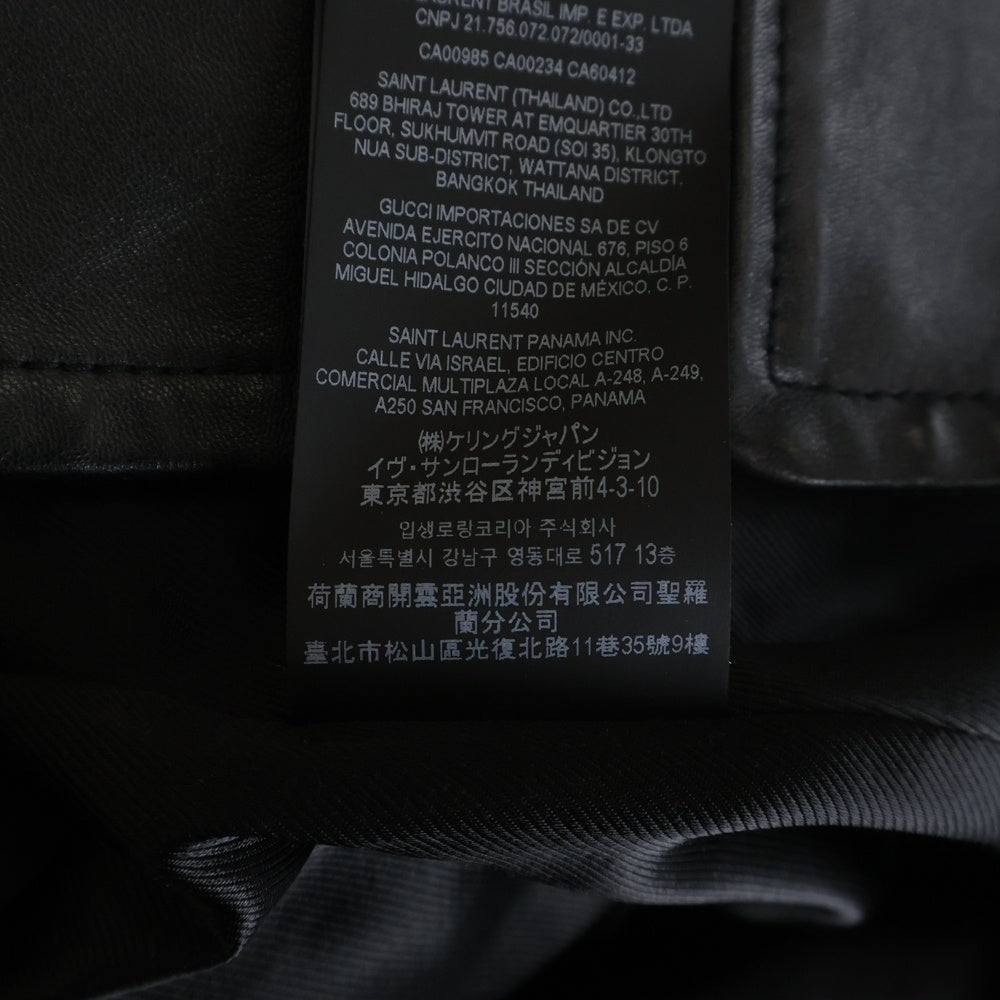 LAURENT BRASIL IMP. E EXP. LTDA
CNPJ 21.756.072.072/0001-33
CA00985 CA00234 CA60412
SAINT LAURENT (THAILAND) CO.,LTD
689 BHIRAJ TOWER AT EMQUARTIER 30TH
FLOOR, SUKHUMVIT ROAD (SOI 35), KLONGTO
NUA SUB-DISTRICT, WATTANA DISTRICT.
BANGKOK THAILAND
GUCCI IMPORTACIONES SA DE CV
AVENIDA EJERCITO NACIONAL 676, PISO 6
COLONIA POLANCO III SECCIÓN ALCALDÍA
MIGUEL HIDALGO CIUDAD DE MÉXICO, C. P.
11540
SAINT LAURENT PANAMA INC.
CALLE VIA ISRAEL, EDIFICIO CENTRO
COMERCIAL MULTIPLAZA LOCAL A-248, A-249,
A250 SAN FRANCISCO, PANAMA
㈱ケリングジャパン
イヴ・サンローランディビジョン
東京都渋谷区神宮前4-3-10
입생로랑코리아 주식회사
서울특별시 강남구 영동대로 517 13층
荷蘭商開雲亞洲股份有限公司聖羅
蘭分公司
臺北市松山區光復北路11巷35號9樓